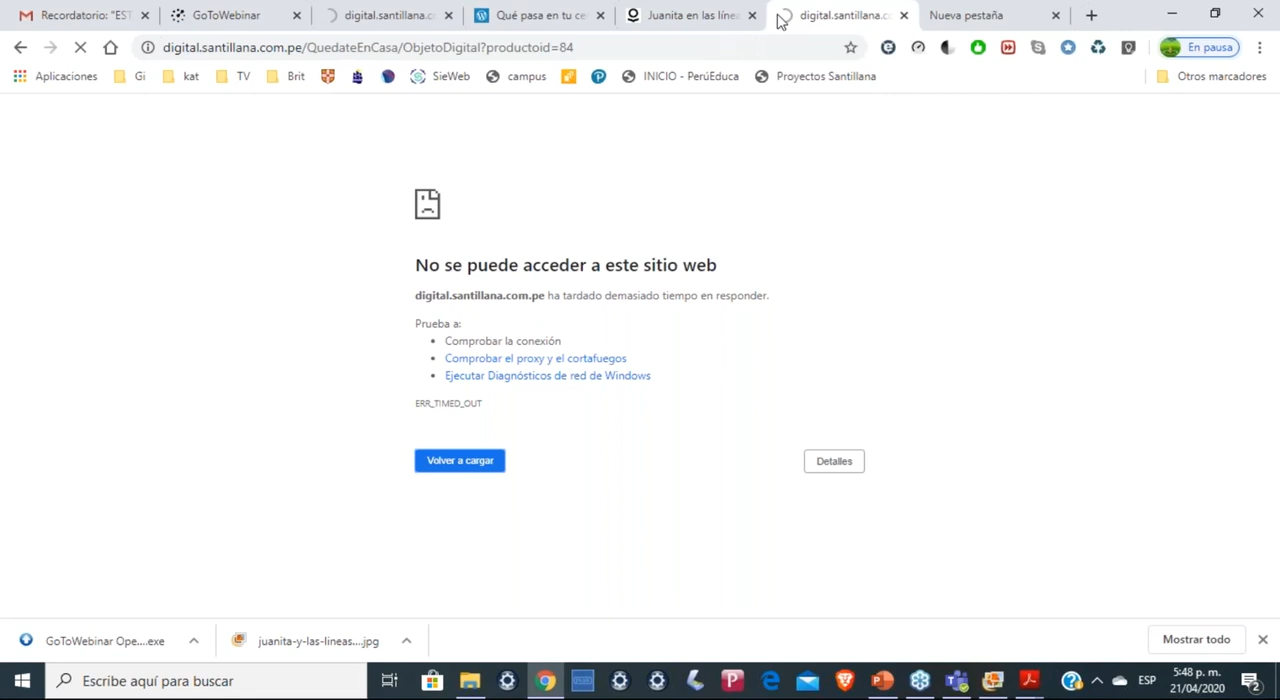 Recordatorio: "EST
GoToWebinar
digital.santillana.co
Qué pasa en tu ce
Juanita en las líne
digital.santillana.co
Nueva pestaña
digital.santillana.com.pe/QuedateEnCasa/ObjetoDigital?productoid=84
En pausa
Aplicaciones
Gi
kat
TV
Brit
SieWeb
campus
INICIO - PerúEduca
Proyectos Santillana
Otros marcadores
No se puede acceder a este sitio web
digital.santillana.com.pe ha tardado demasiado tiempo en responder.
Prueba a:
• Comprobar la conexión
• Comprobar el proxy y el cortafuegos
• Ejecutar Diagnósticos de red de Windows
ERR_TIMED_OUT
Volver a cargar
Detalles
GoToWebinar Ope....exe
juanita-y-las-lineas....jpg
Mostrar todo
Escribe aquí para buscar
ESP
5:48 p. m.
21/04/2020
2